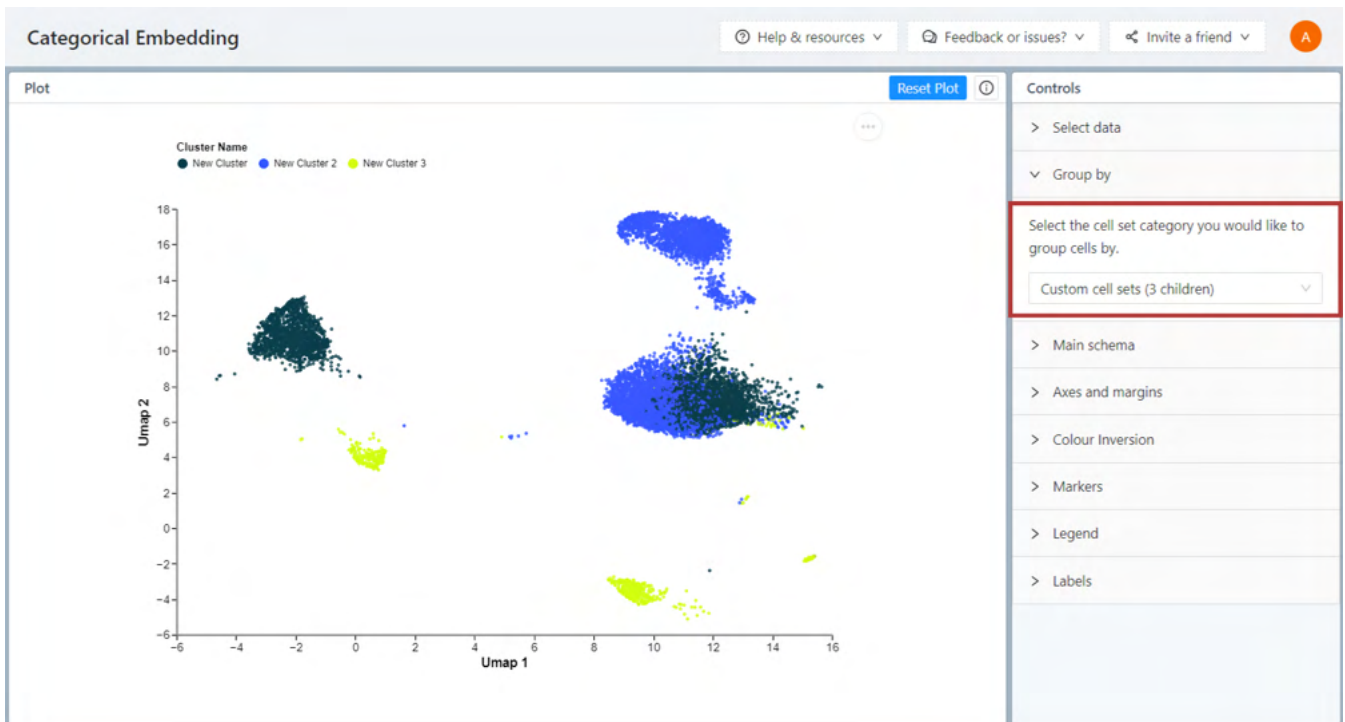 Categorical Embedding
Help & resources
Feedback or issues?
Invite a friend
A
Plot
Reset Plot
Cluster Name
New Cluster
New Cluster 2
New Cluster 3
18
16
14
12
10
8
6
4
2
0
−2
−4
−6
Umap 2
−6
−4
−2
0
2
4
6
8
10
12
14
16
Umap 1
Controls
Select data
Group by
Select the cell set category you would like to
group cells by.
Custom cell sets (3 children)
Main schema
Axes and margins
Colour Inversion
Markers
Legend
Labels